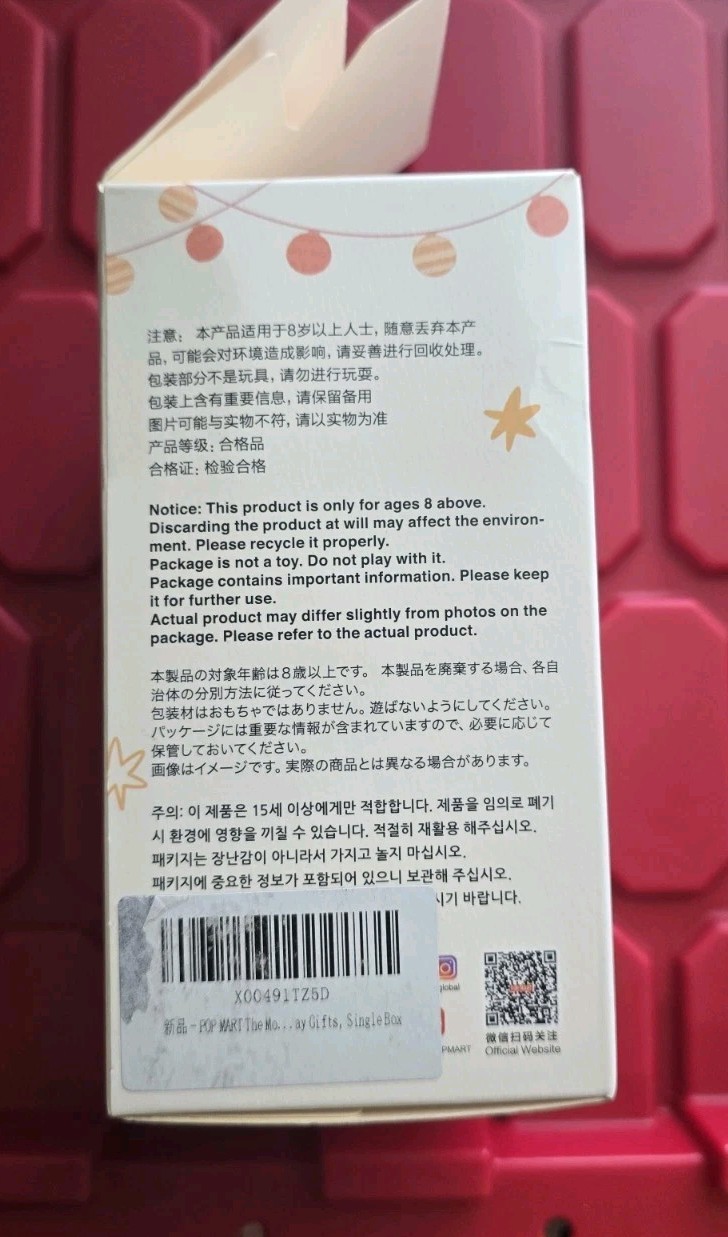 注意： 本产品适用于8岁以上人士, 随意丢弃本产
品, 可能会对环境造成影响, 请妥善进行回收处理。
包装部分不是玩具, 请勿进行玩耍。
包装上含有重要信息, 请保留备用
图片可能与实物不符, 请以实物为准
产品等级: 合格品
合格证: 检验合格
Notice: This product is only for ages 8 above.
Discarding the product at will may affect the environ-
ment. Please recycle it properly.
Package is not a toy. Do not play with it.
Package contains important information. Please keep
it for further use.
Actual product may differ slightly from photos on the
package. Please refer to the actual product.
本製品の対象年齢は8歳以上です。 本製品を廃棄する場合、各自
治体の分別方法に従ってください。
包装材はおもちゃではありません。遊ばないようにしてください。
パッケージには重要な情報が含まれていますので、必要に応じて
保管しておいてください。
画像はイメージです。実際の商品とは異なる場合があります。
주의: 이 제품은 15세 이상에게만 적합합니다. 제품을 임의로 폐기
시 환경에 영향을 끼칠 수 있습니다. 적절히 재활용 해주십시오.
패키지는 장난감이 아니라서 가지고 놀지 마십시오.
패키지에 중요한 정보가 포함되어 있으니 보관해 주십시오.
시기 바랍니다.
X00491TZ5D
新品 - POP MART The Mo...ay Gifts, Single Box
global
PMART
微信扫码关注
Official Website